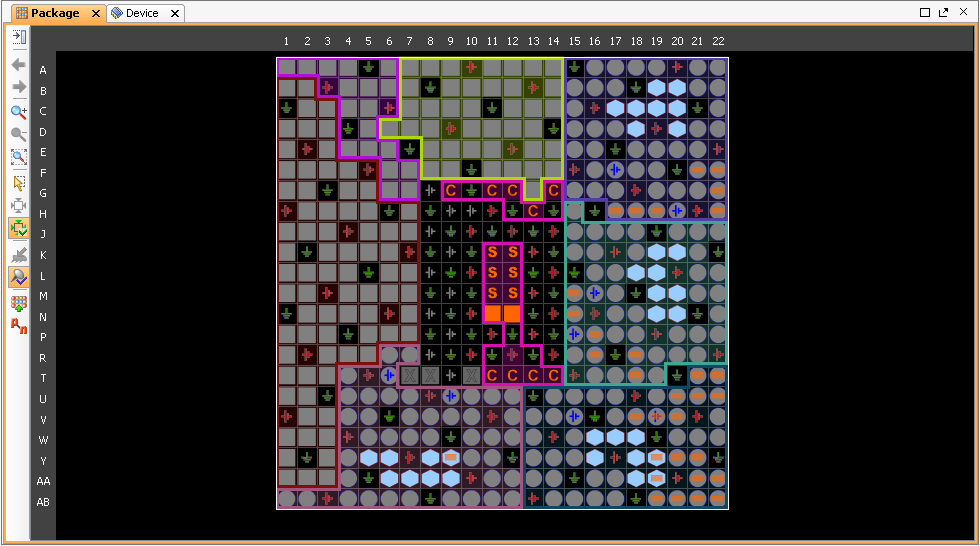 Package Device
1 2 3 4 5 6 7 8 9 10 11 12 13 14 15 16 17 18 19 20 21 22
A
B
C
D
E
F
G C C C C
H C
J
K S S
L S S
M S S
N
P
R
T C C C C
U
V
W
Y
AA
AB